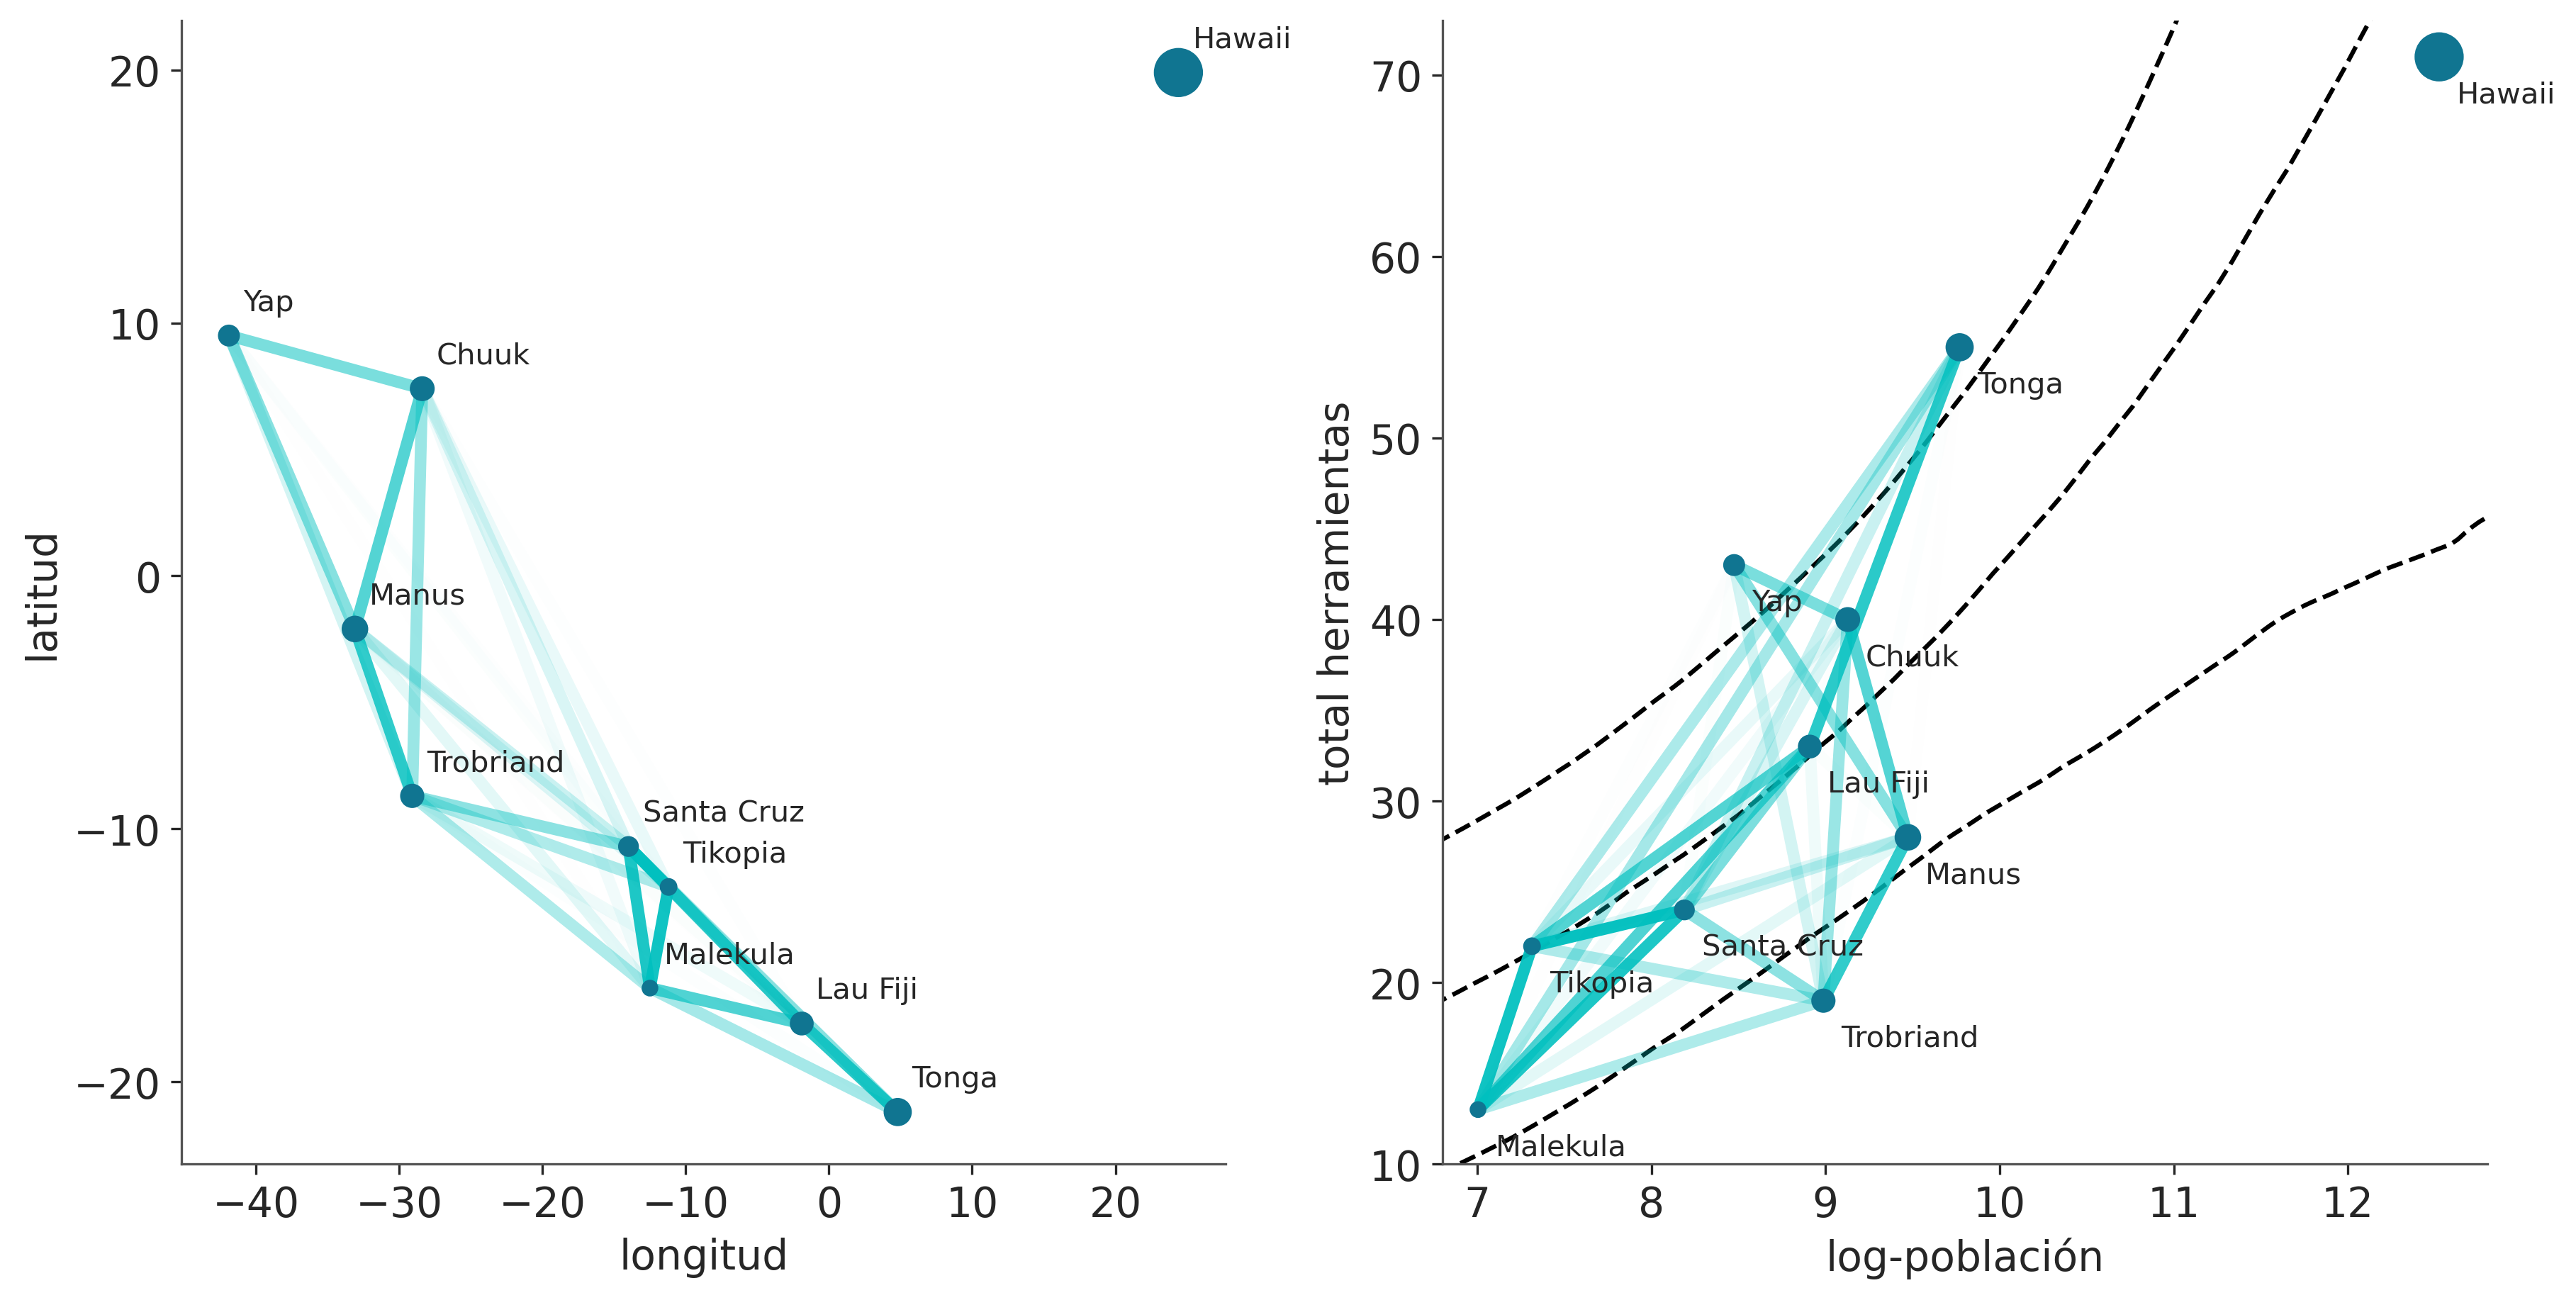 Hawaii
20
Yap
10
Chuuk
0
Manus
Trobriand
Santa Cruz
−10
Tikopia
Malekula
Lau Fiji
Tonga
−20
−40 −30 −20 −10 0 10 20
longitud
latitud
70
Hawaii
60
Tonga
50
Yap
40
Chuuk
Lau Fiji
30
Manus
Santa Cruz
20
Tikopia
Trobriand
Malekula
10
7 8 9 10 11 12
log-población
total herramientas